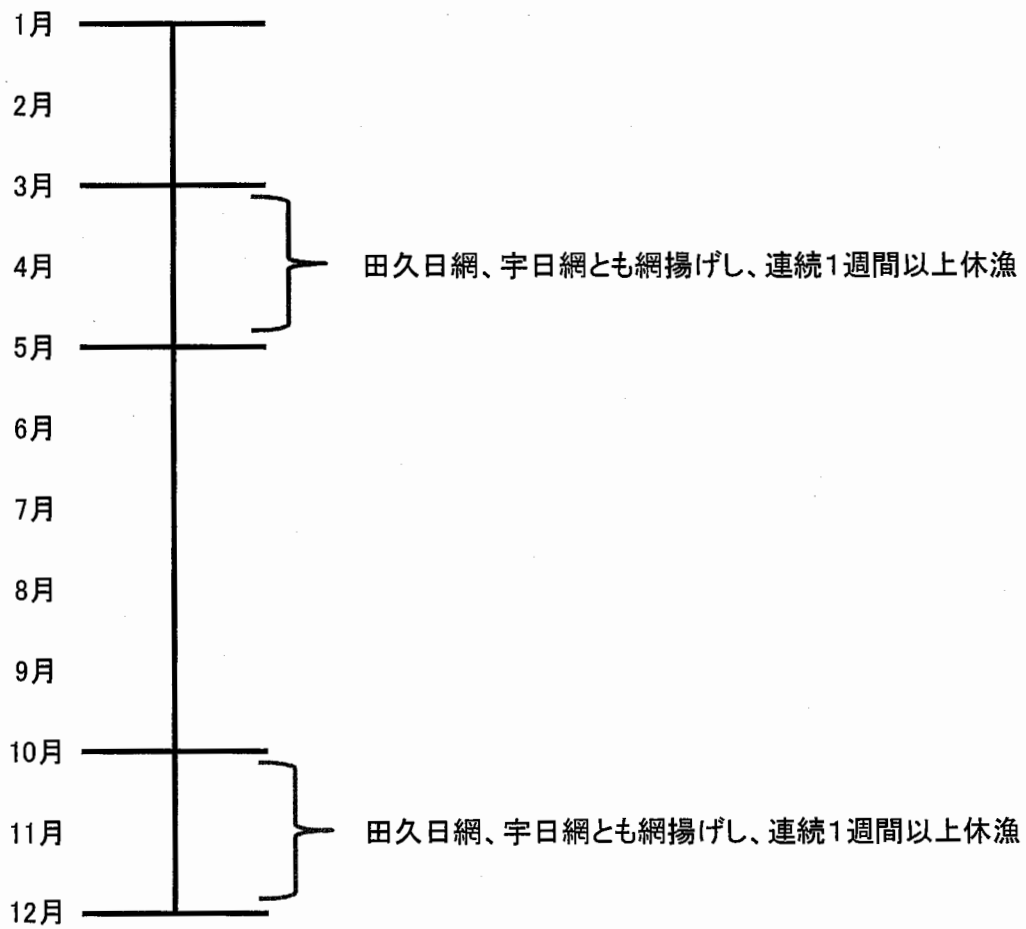 1月
2月
3月
4月 田久日網、宇日網とも網揚げし、連続1週間以上休漁
5月
6月
7月
8月
9月
10月
11月 田久日網、宇日網とも網揚げし、連続1週間以上休漁
12月